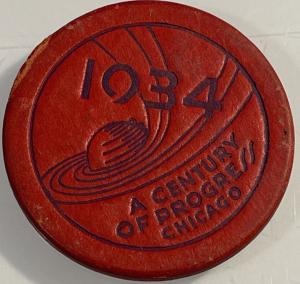 1934
A CENTURY
OF PROGRESS
CHICAGO